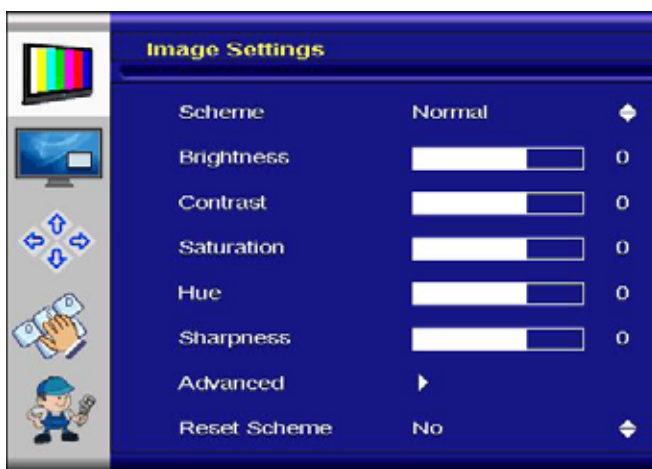 Image Settings
Scheme Normal
Brightness 0
Contrast 0
Saturation 0
Hue 0
Sharpness 0
Advanced
Reset Scheme No